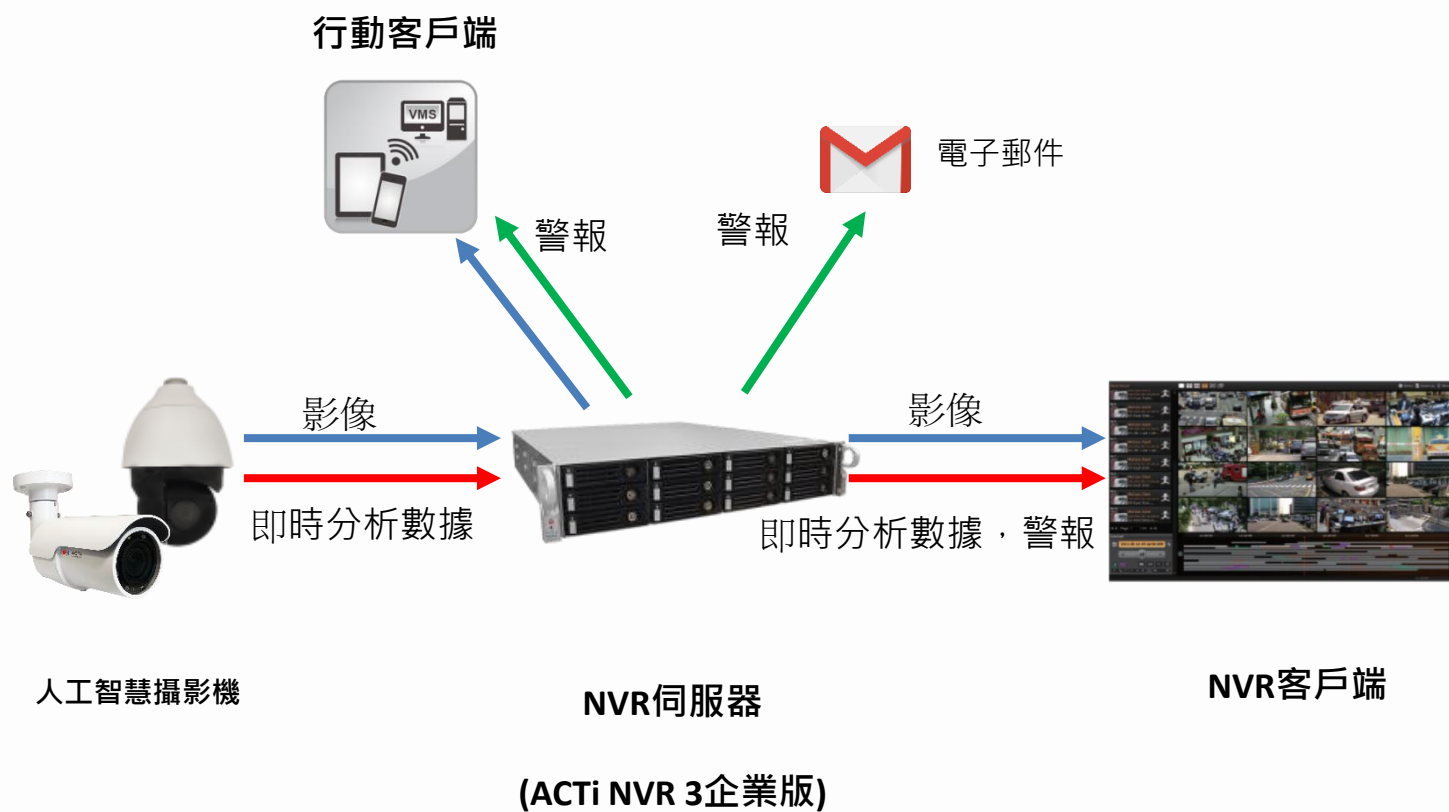 行動客戶端
VMS
電子郵件
警報
警報
影像
影像
即時分析數據
即時分析數據，警報
人工智慧攝影機
NVR伺服器
NVR客戶端
(ACTi NVR 3企業版)